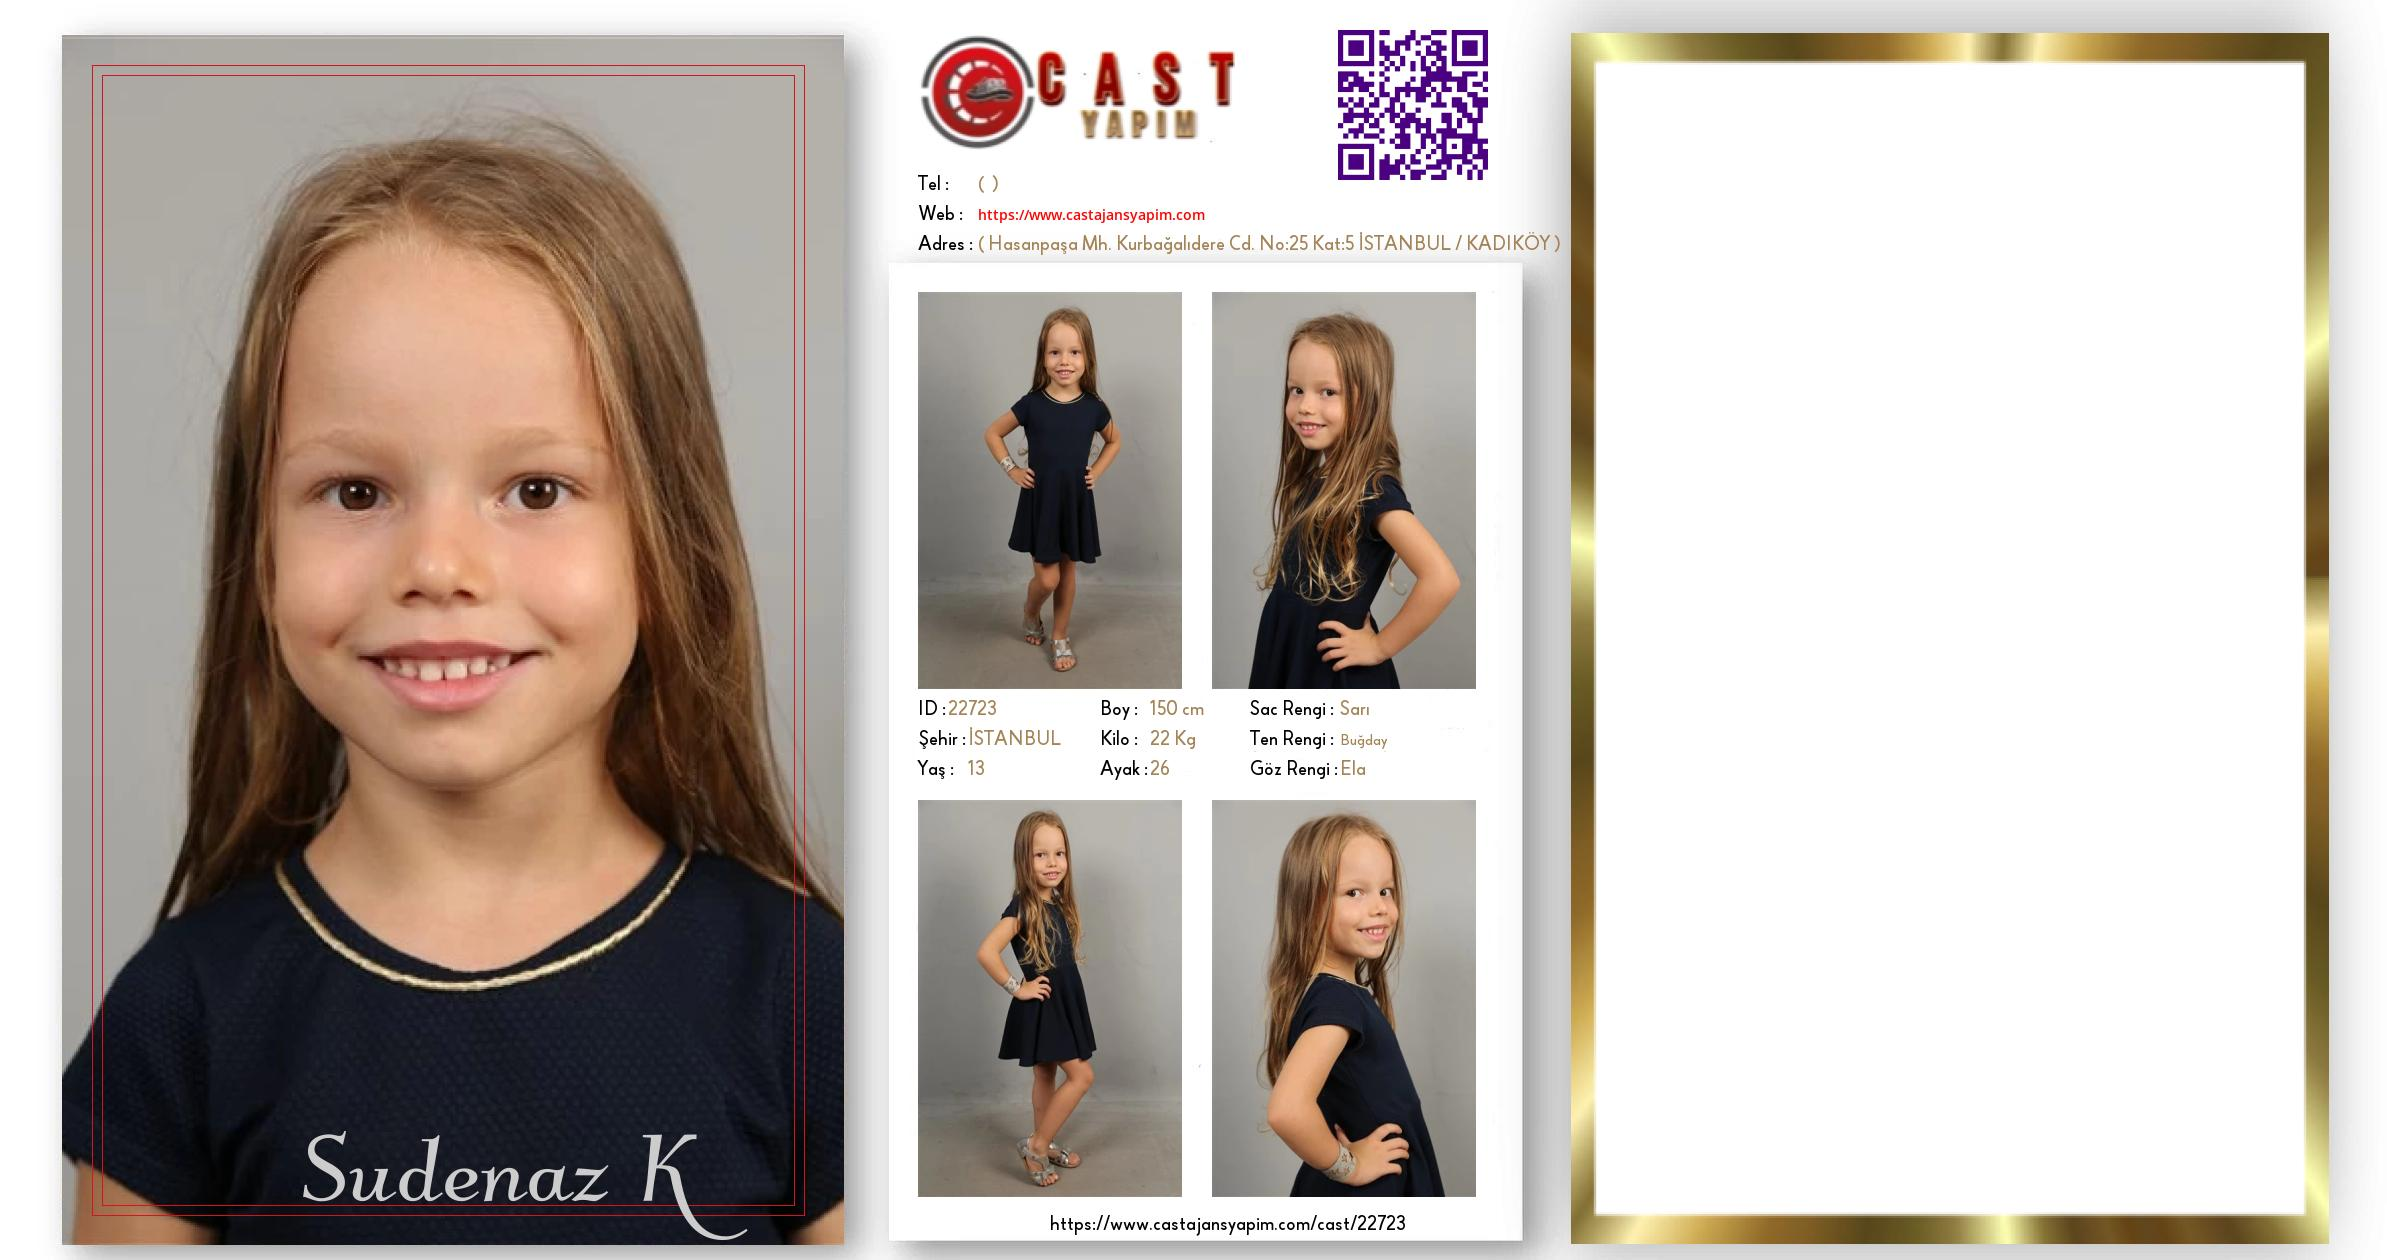 Sudenaz K
CAST
YAPIM
Tel : ( )
Web : https://www.castajansyapim.com
Adres : ( Hasanpaşa Mh. Kurbağalıdere Cd. No:25 Kat:5 İSTANBUL / KADIKÖY )
ID : 22723 Boy : 150 cm Sac Rengi : Sarı
Şehir : İSTANBUL Kilo : 22 Kg Ten Rengi : Buğday
Yaş : 13 Ayak : 26 Göz Rengi : Ela
https://www.castajansyapim.com/cast/22723